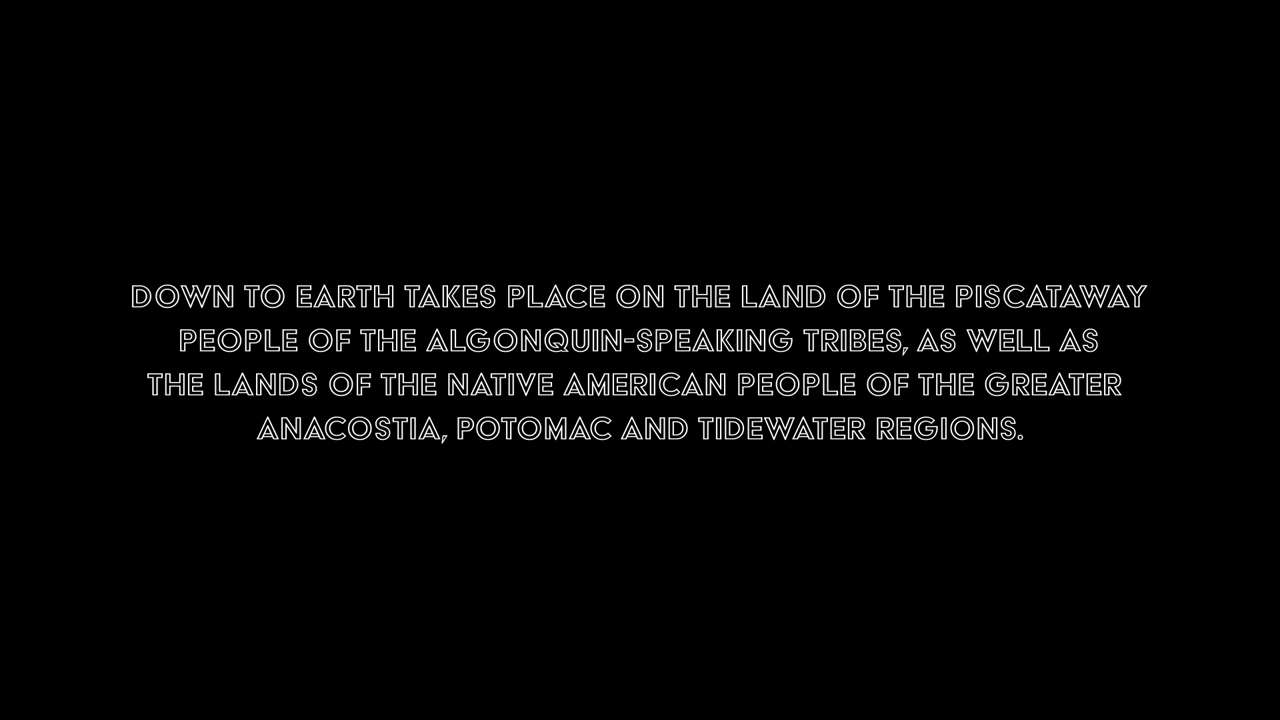 DOWN TO EARTH TAKES PLACE ON THE LAND OF THE PISCATAWAY
PEOPLE OF THE ALGONQUIN-SPEAKING TRIBES, AS WELL AS
THE LANDS OF THE NATIVE AMERICAN PEOPLE OF THE GREATER
ANACOSTIA, POTOMAC AND TIDEWATER REGIONS.